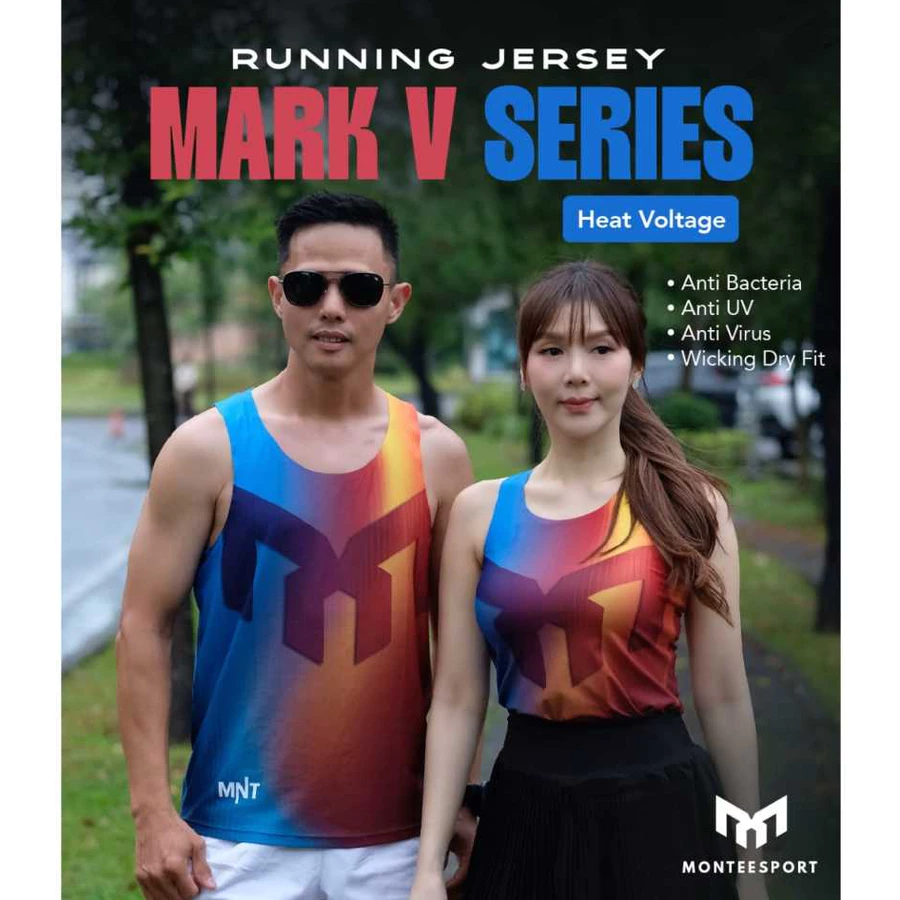 RUNNING JERSEY
MARK V SERIES
Heat Voltage
• Anti Bacteria
• Anti UV
• Anti Virus
• Wicking Dry Fit
MNT
MONTEESPORT